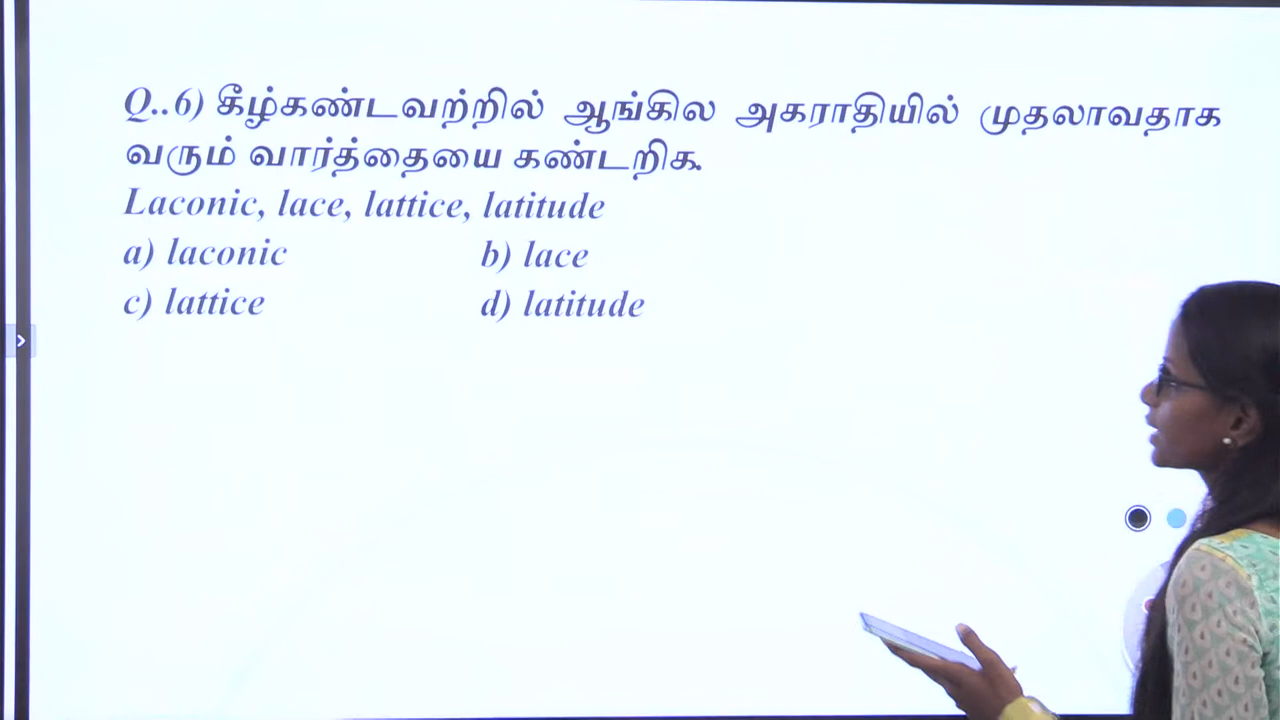 Q..6) கீழ்கண்டவற்றில் ஆங்கில அகராதியில் முதலாவதாக
வரும் வார்த்தையை கண்டறிக.
Laconic, lace, lattice, latitude
a) laconic b) lace
c) lattice d) latitude